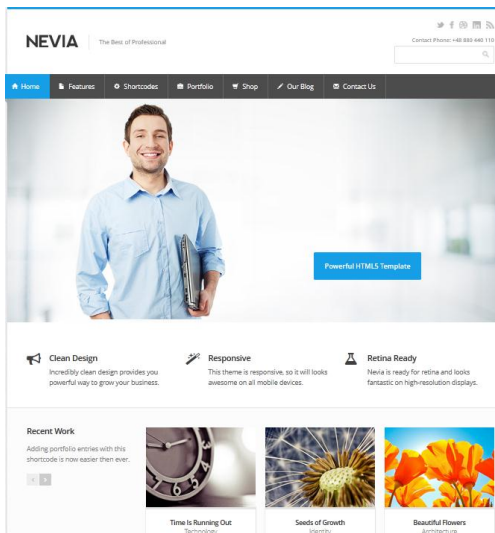 NEVIA
The Best of Professional
Contact Phone: +48 880 440 110
Home
Features
Shortcodes
Portfolio
Shop
Our Blog
Contact Us
Powerful HTML5 Template
Clean Design
Incredibly clean design provides you
powerful way to grow your business.
Responsive
This theme is responsive, so it will looks
awesome on all mobile devices.
Retina Ready
Nevia is ready for retina and looks
fantastic on high-resolution displays.
Recent Work
Adding portfolio entries with this
shortcode is now easier then ever.
Time Is Running Out
Technology
Seeds of Growth
Identity
Beautiful Flowers
Architecture